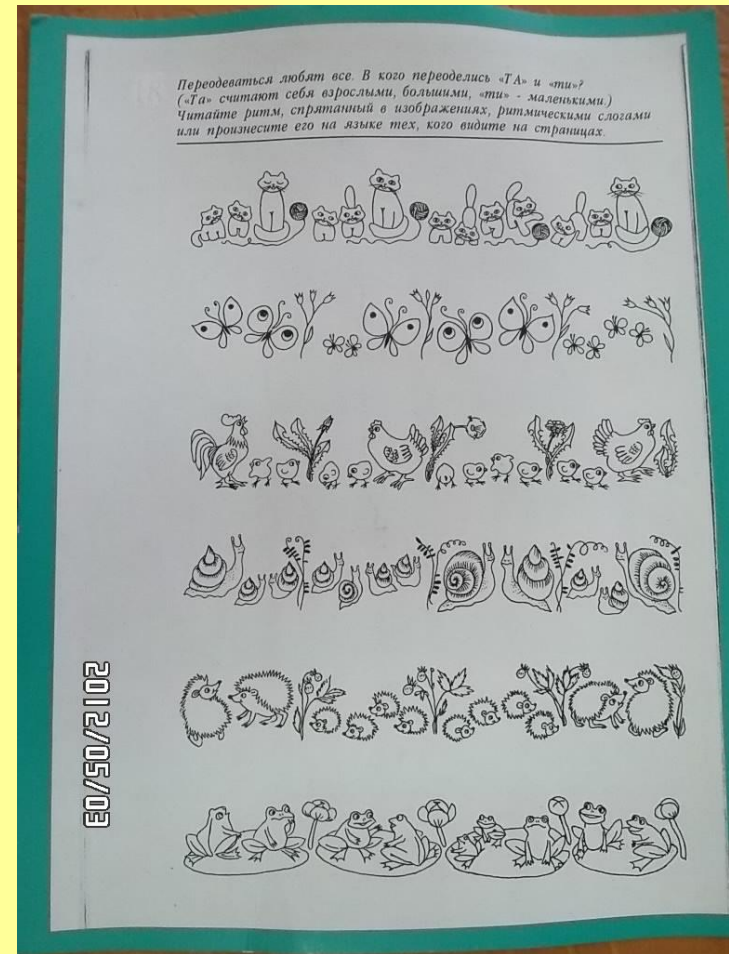 Переодеваться любят все. В кого переоделись «ТА» и «ти»?
(«Та» считают себя взрослыми, большими, «ти» - маленькими.)
Читайте ритм, спрятанный в изображениях, ритмическими слогами
или произнесите его на языке тех, кого видите на страницах.
2012/05/03